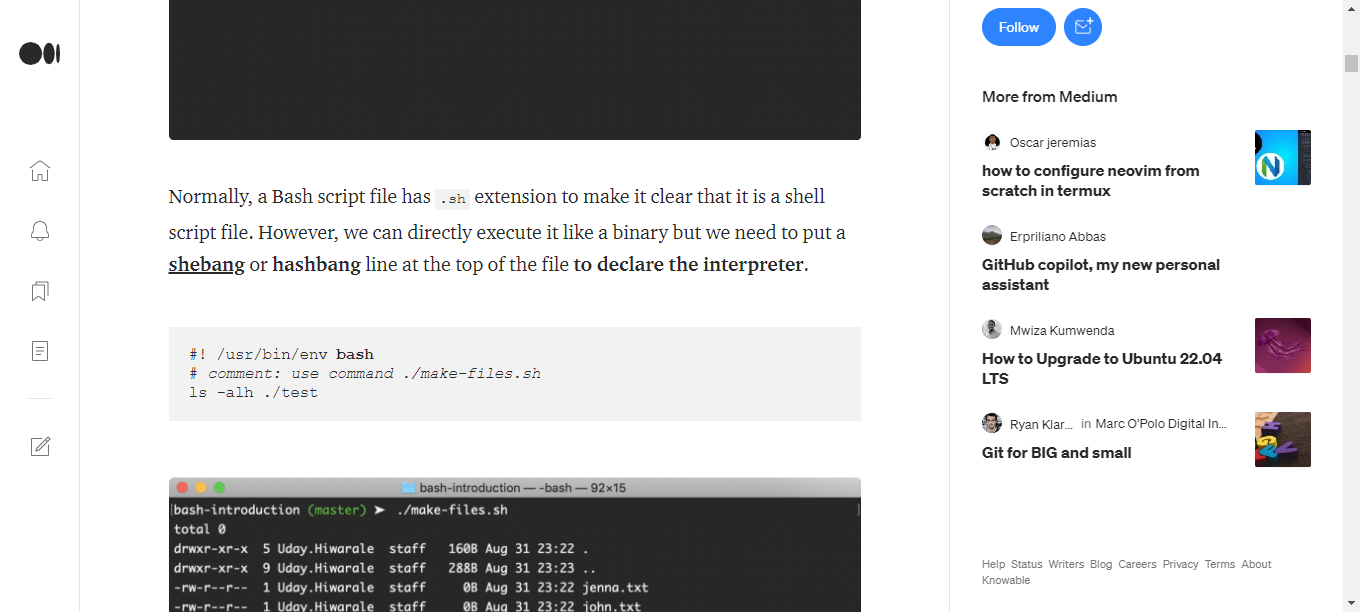 Normally, a Bash script file has .sh extension to make it clear that it is a shell
script file. However, we can directly execute it like a binary but we need to put a
shebang or hashbang line at the top of the file to declare the interpreter.
#! /usr/bin/env bash
# comment: use command ./make-files.sh
ls -alh ./test
bash-introduction — -bash — 92×15
bash-introduction (master) ➤ ./make-files.sh
total 0
drwxr-xr-x 5 Uday.Hiwarale staff 160B Aug 31 23:22 .
drwxr-xr-x 9 Uday.Hiwarale staff 288B Aug 31 23:23 ..
-rw-r--r-- 1 Uday.Hiwarale staff 0B Aug 31 23:22 jenna.txt
-rw-r--r-- 1 Uday.Hiwarale staff 0B Aug 31 23:22 john.txt
Follow
More from Medium
Oscar jeremias
how to configure neovim from
scratch in termux
Erpriliano Abbas
GitHub copilot, my new personal
assistant
Mwiza Kumwenda
How to Upgrade to Ubuntu 22.04
LTS
Ryan Klar... in Marc O’Polo Digital In...
Git for BIG and small
Help Status Writers Blog Careers Privacy Terms About
Knowable